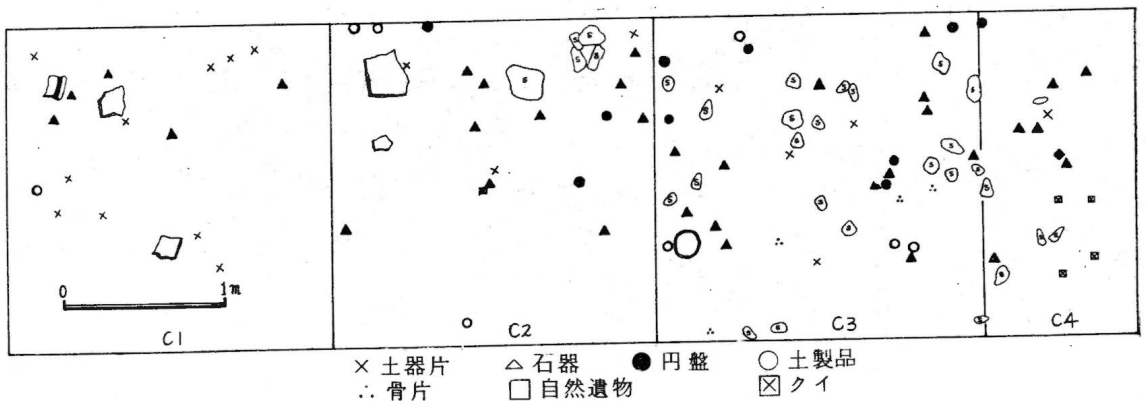 0 1m
C1 C2 C3 C4
× 土器片 △ 石器 ● 円盤 ○ 土製品
∴ 骨片 □ 自然遺物 ⊠ クイ